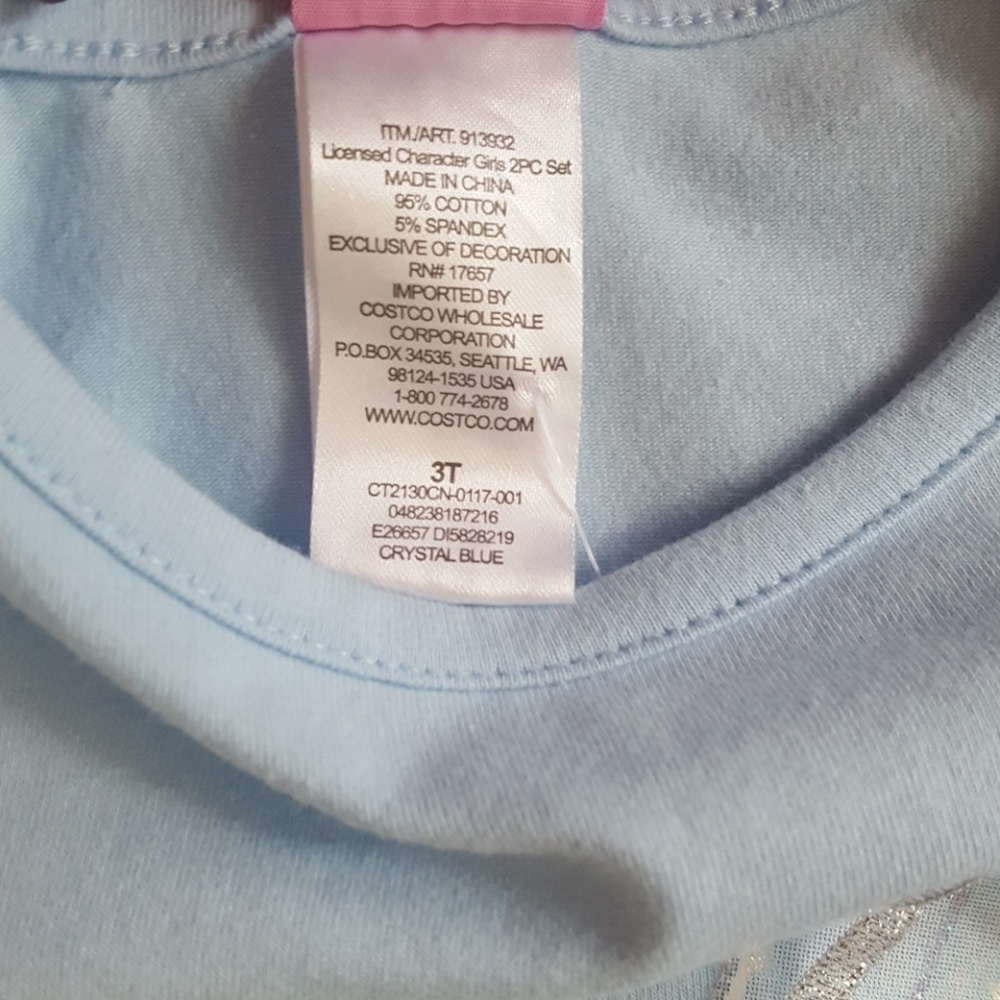 ITM./ART. 913932
Licensed Character Girls 2PC Set
MADE IN CHINA
95% COTTON
5% SPANDEX
EXCLUSIVE OF DECORATION
RN# 17657
IMPORTED BY
COSTCO WHOLESALE
CORPORATION
P.O.BOX 34535, SEATTLE, WA
98124-1535 USA
1-800 774-2678
WWW.COSTCO.COM
3T
CT2130CN-0117-001
048238187216
E26657 DI5828219
CRYSTAL BLUE